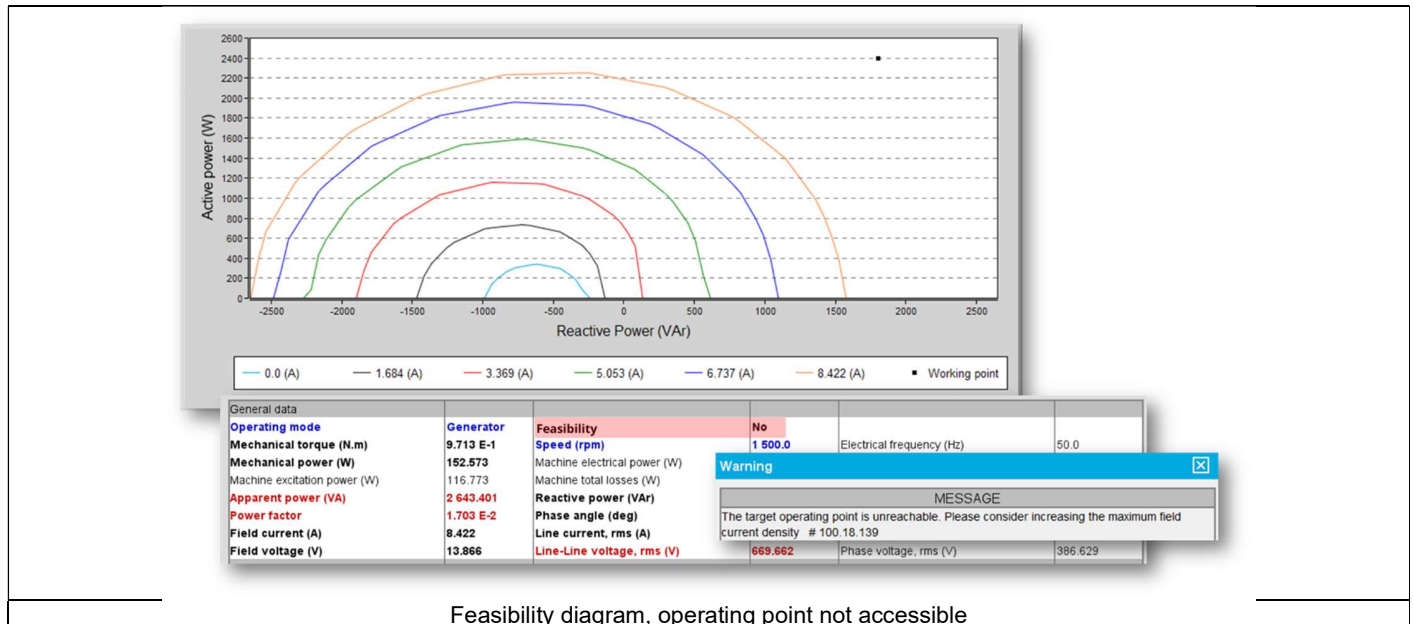 2600
2400
2200
2000
1800
1600
1400
1200
1000
800
600
400
200
0
Active power (W)
-2500 -2000 -1500 -1000 -500 0 500 1000 1500 2000 2500
Reactive Power (VAr)
0.0 (A) 1.684 (A) 3.369 (A) 5.053 (A) 6.737 (A) 8.422 (A) Working point
General data
Operating mode Generator Feasibility No
Mechanical torque (N.m) 9.713 E-1 Speed (rpm) 1 500.0 Electrical frequency (Hz) 50.0
Mechanical power (W) 152.573 Machine electrical power (W)
Machine excitation power (W) 116.773 Machine total losses (W)
Apparent power (VA) 2 643.401 Reactive power (VAr)
Power factor 1.703 E-2 Phase angle (deg)
Field current (A) 8.422 Line current, rms (A)
Field voltage (V) 13.866 Line-Line voltage, rms (V) 669.662 Phase voltage, rms (V) 386.629
Warning
MESSAGE
The target operating point is unreachable. Please consider increasing the maximum field
current density # 100.18.139
Feasibility diagram, operating point not accessible